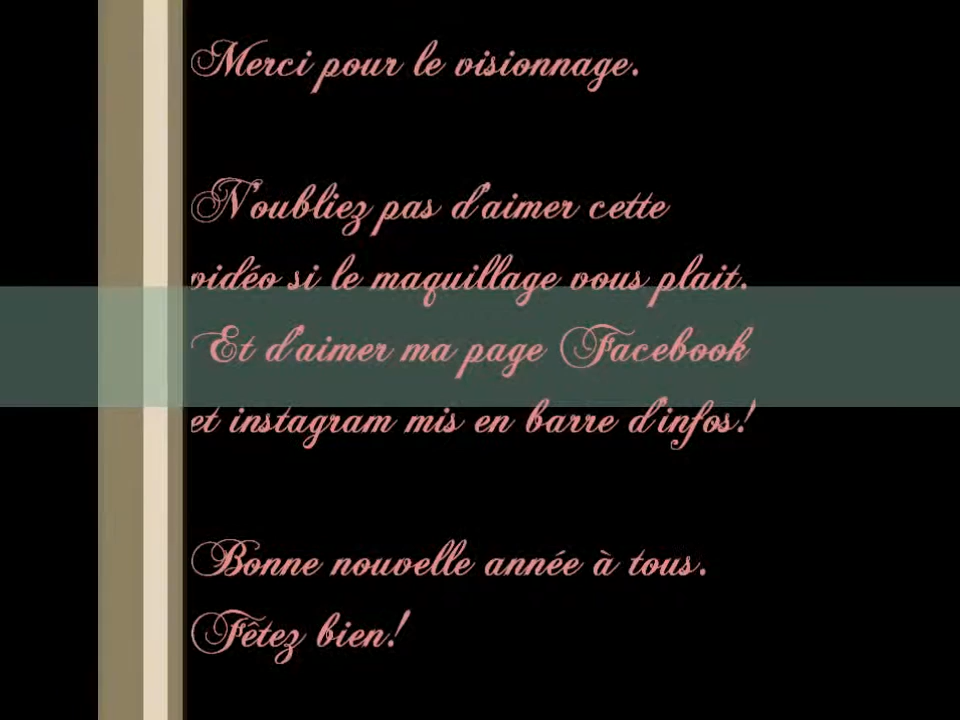 Merci pour le visionnage.
N'oubliez pas d'aimer cette
vidéo si le maquillage vous plait.
Et d'aimer ma page Facebook
et instagram mis en barre d'infos!
Bonne nouvelle année à tous.
Fêtez bien!